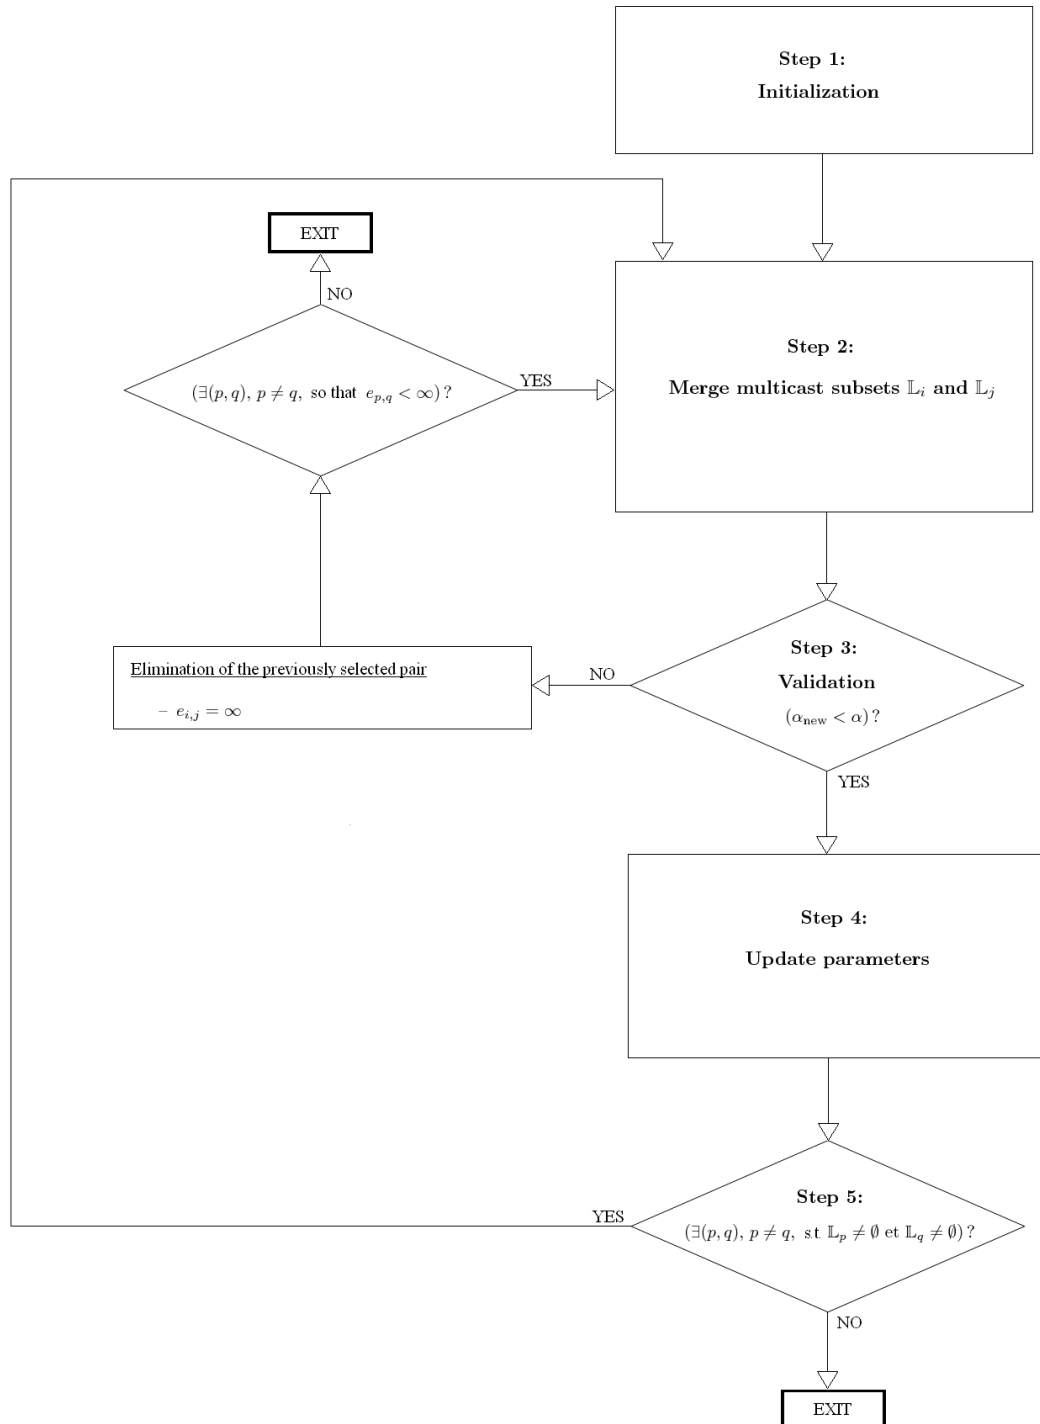 Step 1:
Initialization
EXIT
NO
Step 2:
Merge multicast subsets 𝕃_i and 𝕃_j
(∃(p, q), p ≠ q, so that e_{p,q} < ∞) ?
YES
Step 3:
Validation
(α_new < α) ?
NO
Elimination of the previously selected pair
– e_{i,j} = ∞
YES
Step 4:
Update parameters
Step 5:
(∃(p, q), p ≠ q, s.t. 𝕃_p ≠ ∅ et 𝕃_q ≠ ∅) ?
YES
NO
EXIT